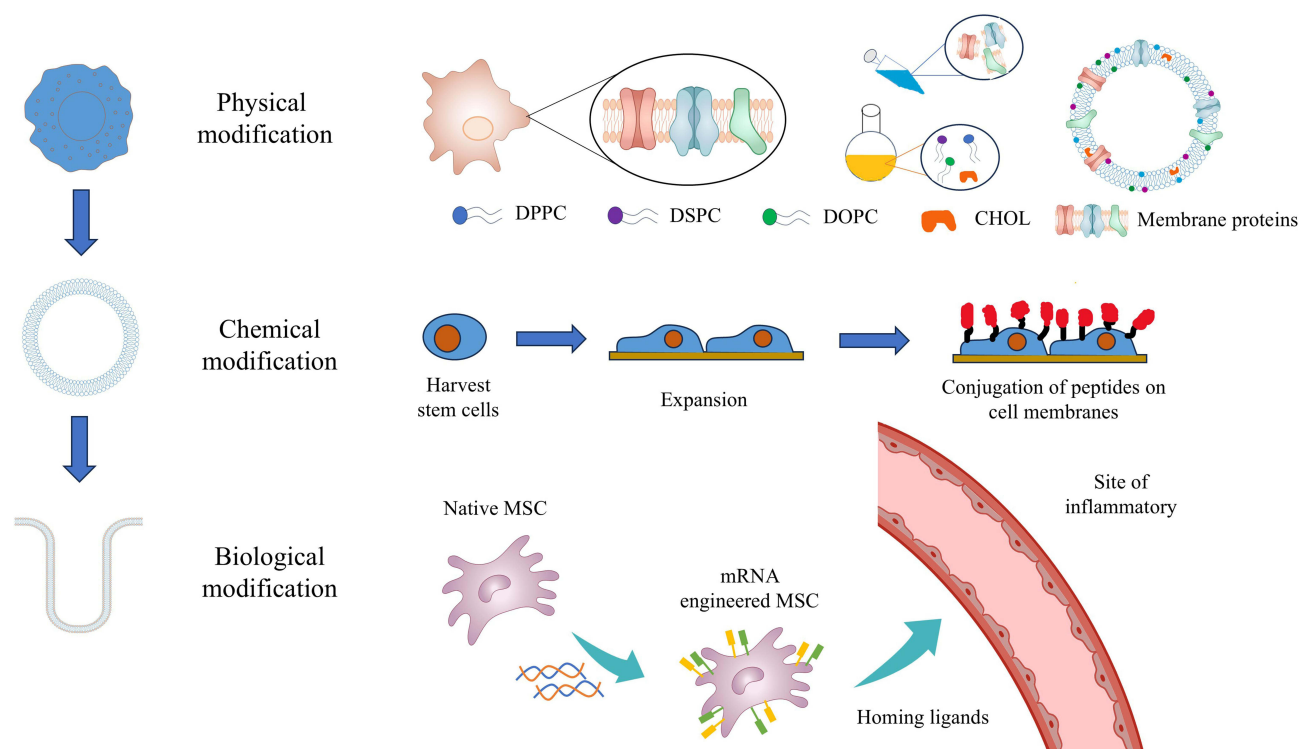 Physical
modification
DPPC
DSPC
DOPC
CHOL
Membrane proteins
Chemical
modification
Harvest
stem cells
Expansion
Conjugation of peptides on
cell membranes
Biological
modification
Native MSC
mRNA
engineered MSC
Homing ligands
Site of
inflammatory